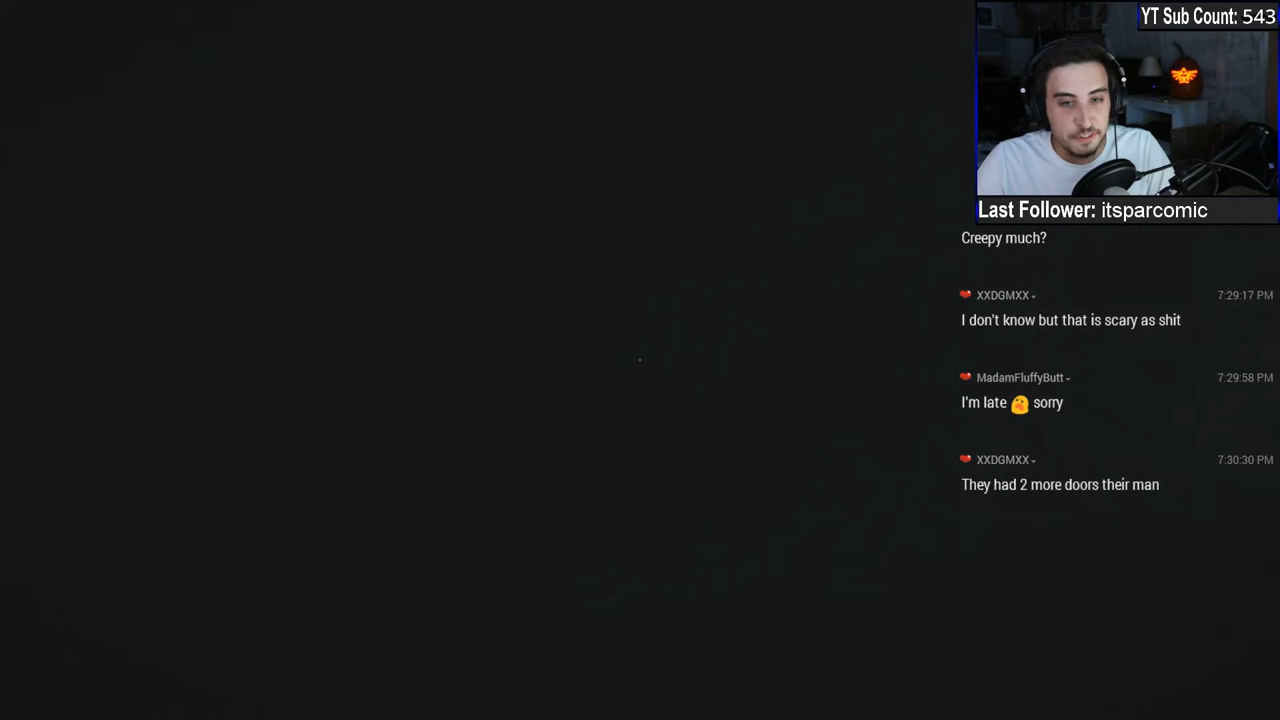 YT Sub Count: 543
Last Follower: itsparcomic
Creepy much?
XXDGMXX 7:29:17 PM
I don't know but that is scary as shit
MadamFluffyButt 7:29:58 PM
I'm late 😗 sorry
XXDGMXX 7:30:30 PM
They had 2 more doors their man